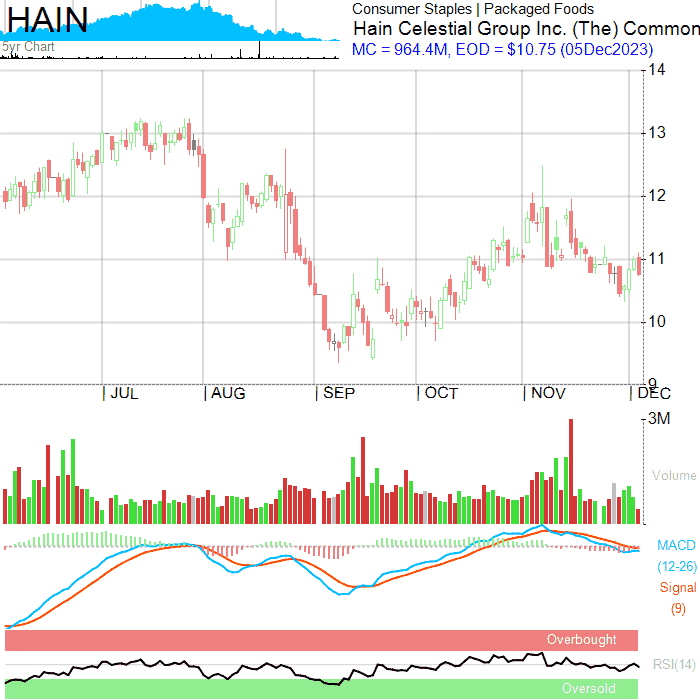 HAIN
5yr Chart
Consumer Staples | Packaged Foods
Hain Celestial Group Inc. (The) Common
MC = 964.4M, EOD = $10.75 (05Dec2023)
14
13
12
11
10
9
| JUL | AUG | SEP | OCT | NOV | DEC
3M
Volume
MACD
(12-26)
Signal
(9)
Overbought
RSI(14)
Oversold